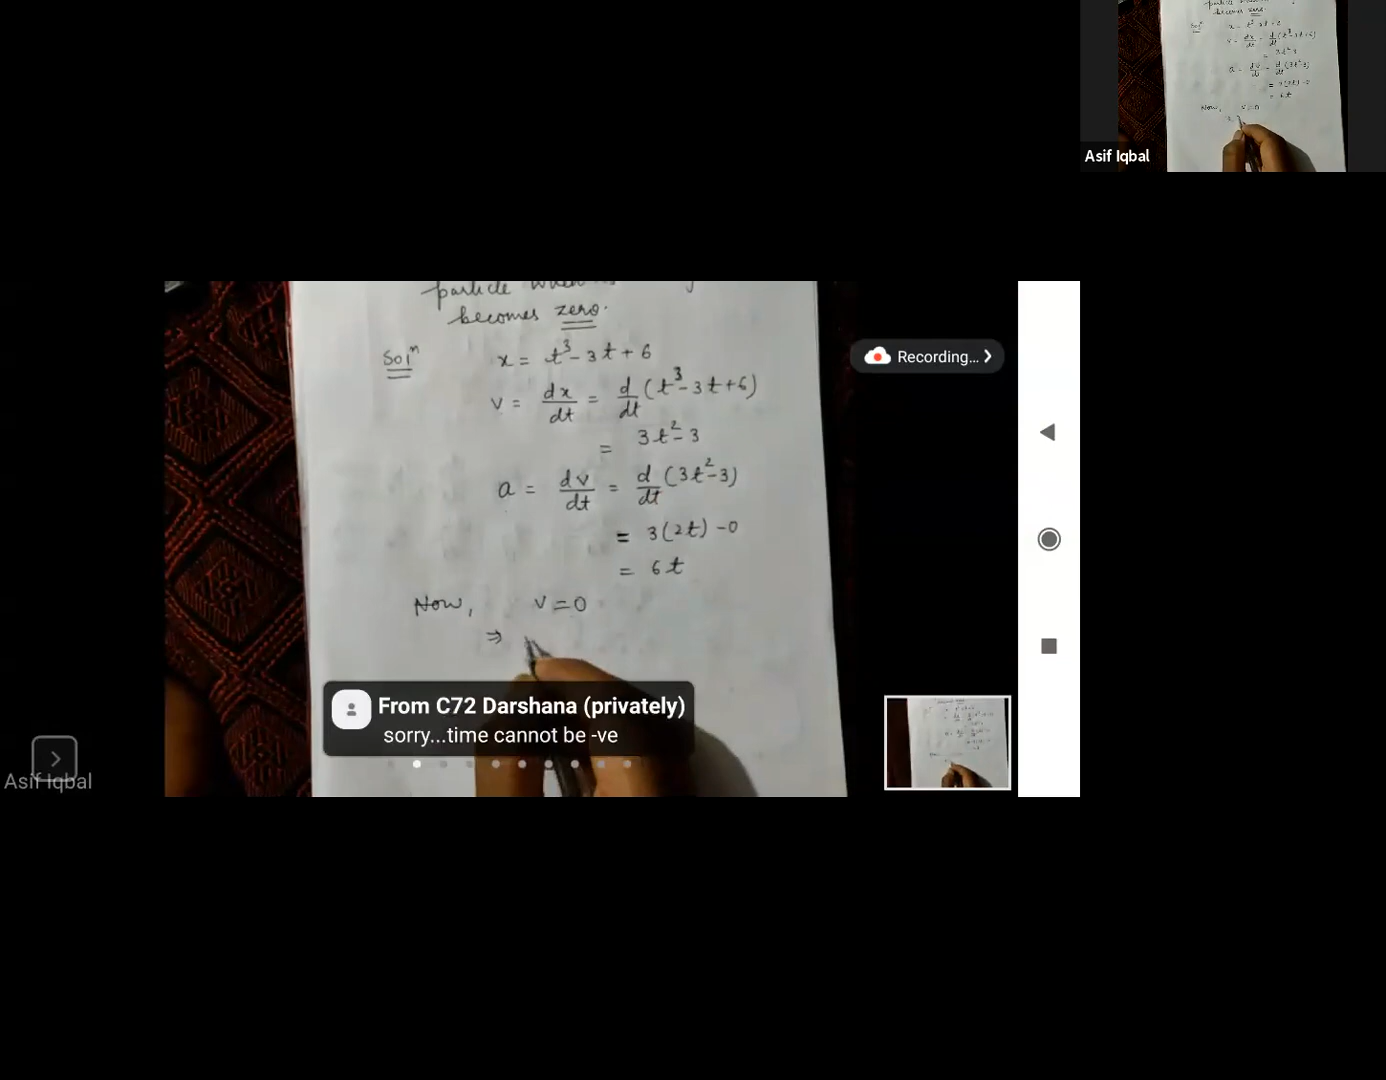 particle when
becomes zero.
Solⁿ x = t³ - 3t + 6
v = dx/dt = d/dt (t³ - 3t + 6)
= 3t² - 3
a = dv/dt = d/dt (3t² - 3)
= 3(2t) - 0
= 6t
Now, v = 0
⇒
Recording...
From C72 Darshana (privately)
sorry...time cannot be -ve
Asif Iqbal
Asif Iqbal